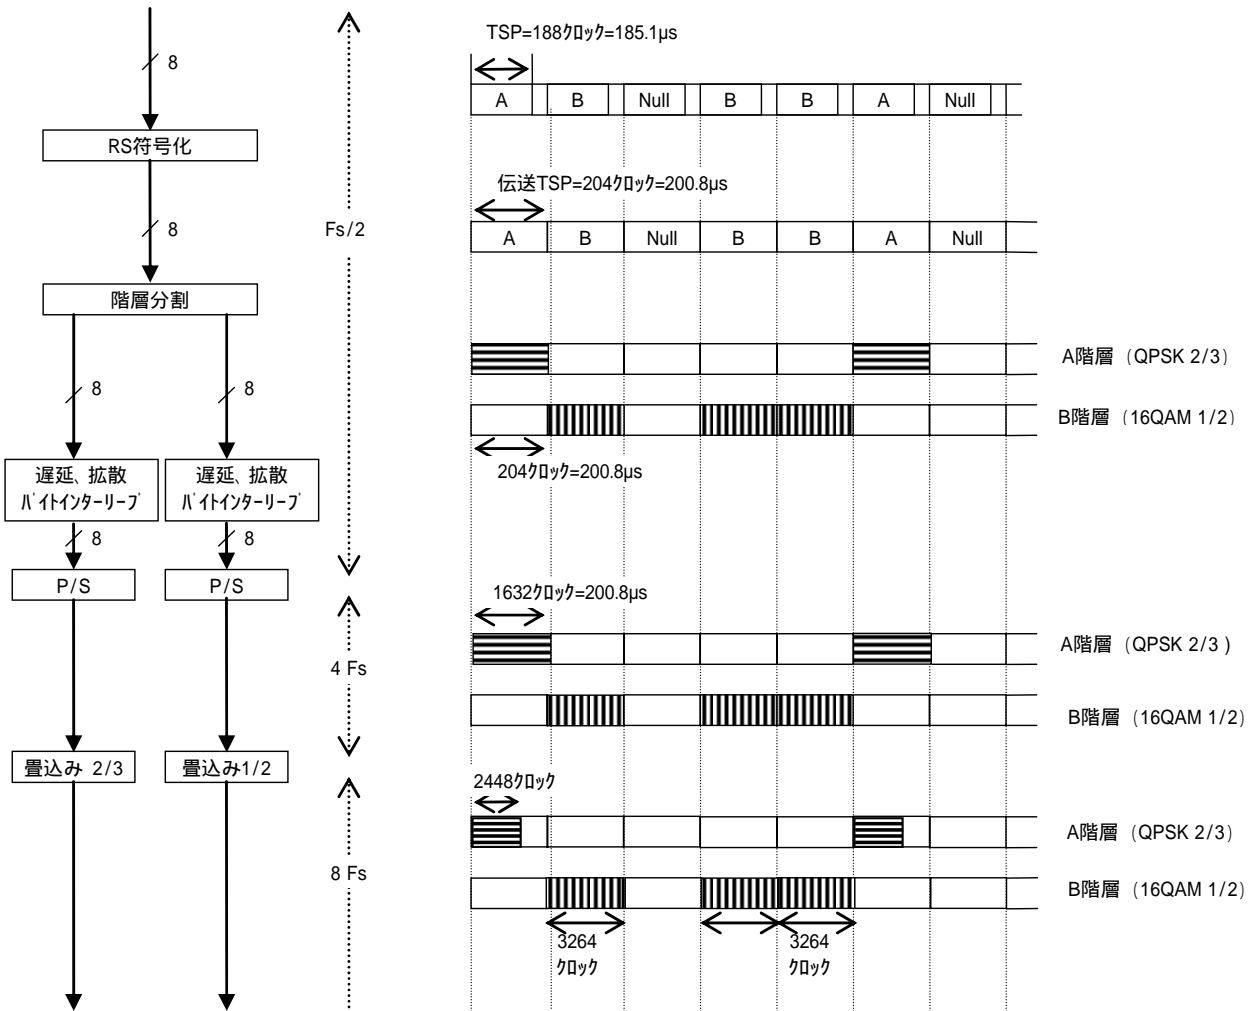 TSP=188ｸﾛｯｸ=185.1μs
8
A B Null B B A Null
RS符号化
伝送TSP=204ｸﾛｯｸ=200.8μs
8
Fs/2
A B Null B B A Null
階層分割
A階層 (QPSK 2/3)
8 8
B階層 (16QAM 1/2)
204ｸﾛｯｸ=200.8μs
遅延、拡散
ﾊﾞｲﾄインターリーブ
遅延、拡散
ﾊﾞｲﾄインターリーブ
8 8
P/S P/S
1632ｸﾛｯｸ=200.8μs
A階層 (QPSK 2/3 )
4 Fs
B階層 (16QAM 1/2)
畳込み 2/3 畳込み1/2
2448ｸﾛｯｸ
A階層 (QPSK 2/3)
8 Fs
B階層 (16QAM 1/2)
3264
ｸﾛｯｸ
3264
ｸﾛｯｸ